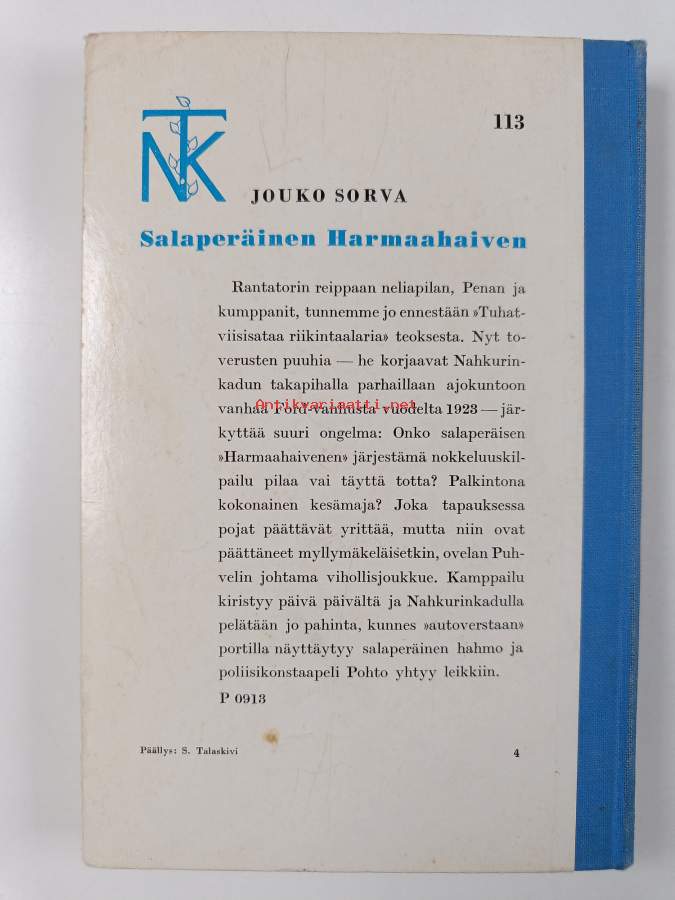 NTK
113
JOUKO SORVA
Salaperäinen Harmaahaiven
Rantatorin reippaan neliapilan, Penan ja
kumppanit, tunnemme jo ennestään »Tuhat-
viisisataa riikintaalaria» teoksesta. Nyt to-
verusten puuhia — he korjaavat Nahkurin-
kadun takapihalla parhaillaan ajokuntoon
Antikvariaatti.net
vanhaa Ford-vanhusta vuodelta 1923 — jär-
kyttää suuri ongelma: Onko salaperäisen
»Harmaahaivenen» järjestämä nokkeluuskil-
pailu pilaa vai täyttä totta? Palkintona
kokonainen kesämaja? Joka tapauksessa
pojat päättävät yrittää, mutta niin ovat
päättäneet myllymäkeläisetkin, ovelan Puh-
velin johtama vihollisjoukkue. Kamppailu
kiristyy päivä päivältä ja Nahkurinkadulla
pelätään jo pahinta, kunnes »autoverstaan»
portilla näyttäytyy salaperäinen hahmo ja
poliisikonstaapeli Pohto yhtyy leikkiin.
P 0913
Päällys: S. Talaskivi
4